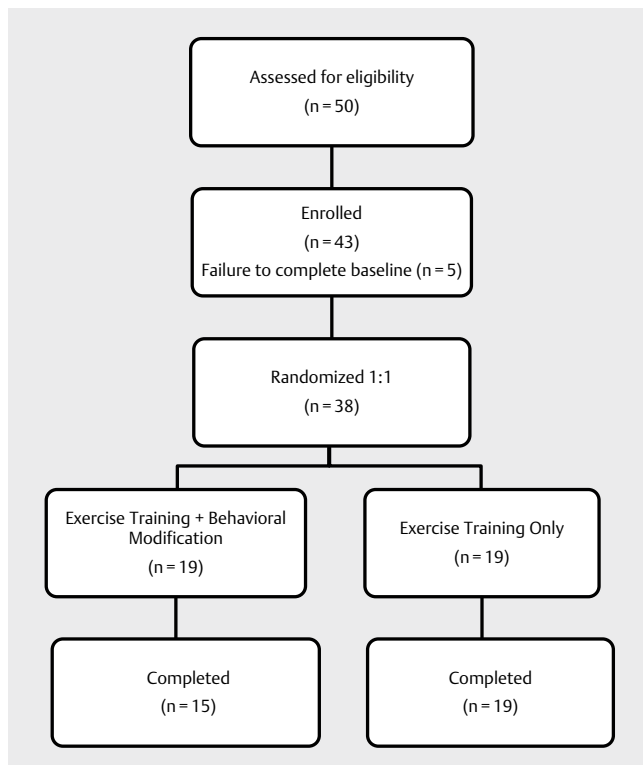 Assessed for eligibility
(n = 50)
Enrolled
(n = 43)
Failure to complete baseline (n = 5)
Randomized 1:1
(n = 38)
Exercise Training + Behavioral
Modification
(n = 19)
Exercise Training Only
(n = 19)
Completed
(n = 15)
Completed
(n = 19)